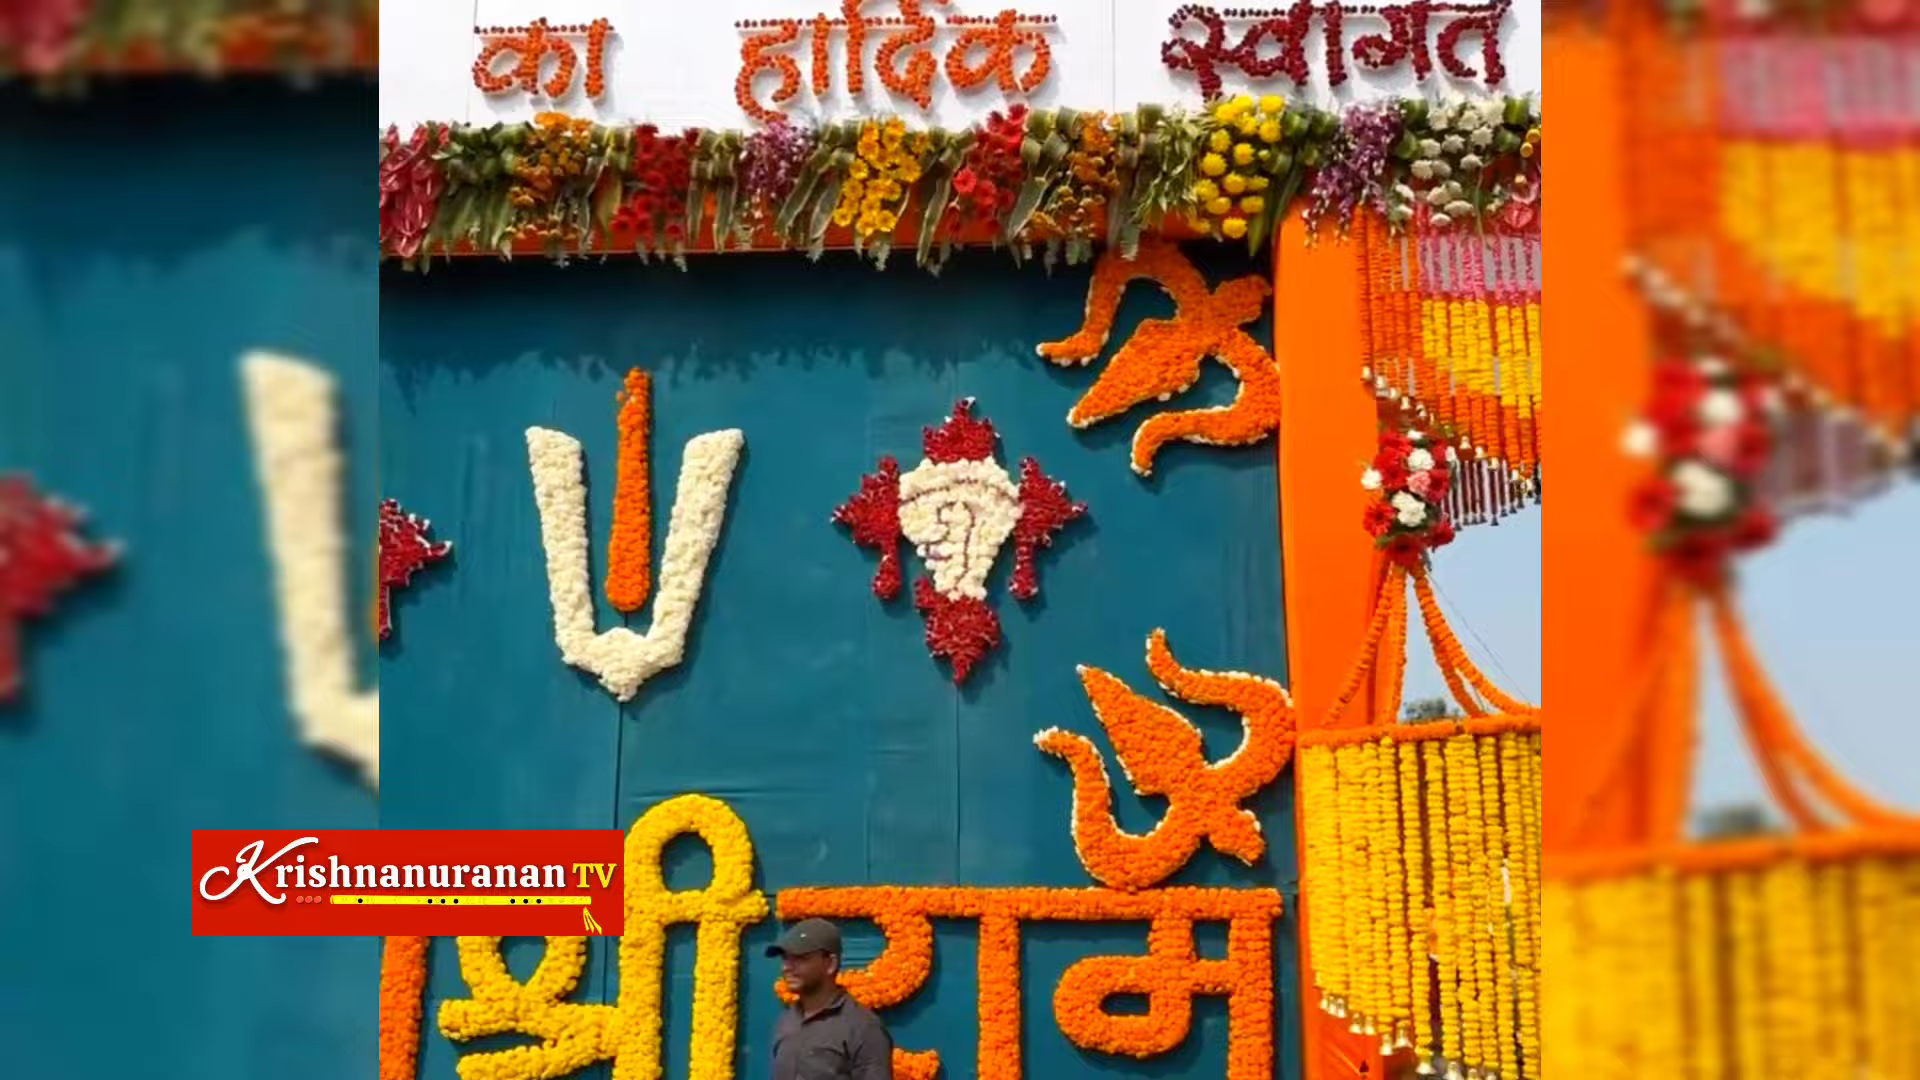 का हार्दिक स्वागत
श्री
Krishnanuranan TV
श्री राम